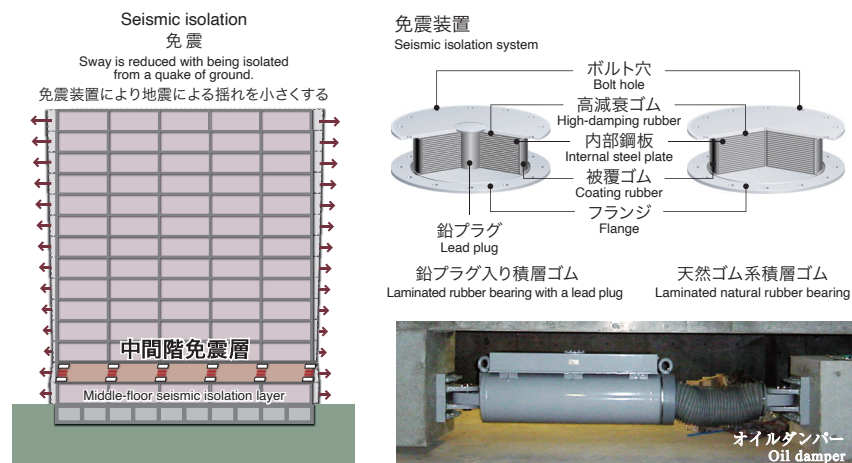 Seismic isolation
免 震
Sway is reduced with being isolated
from a quake of ground.
免震装置により地震による揺れを小さくする
中間階免震層
Middle-floor seismic isolation layer
免震装置
Seismic isolation system
ボルト穴
Bolt hole
高減衰ゴム
High-damping rubber
内部鋼板
Internal steel plate
被覆ゴム
Coating rubber
フランジ
Flange
鉛プラグ
Lead plug
鉛プラグ入り積層ゴム
Laminated rubber bearing with a lead plug
天然ゴム系積層ゴム
Laminated natural rubber bearing
オイルダンパー
Oil damper